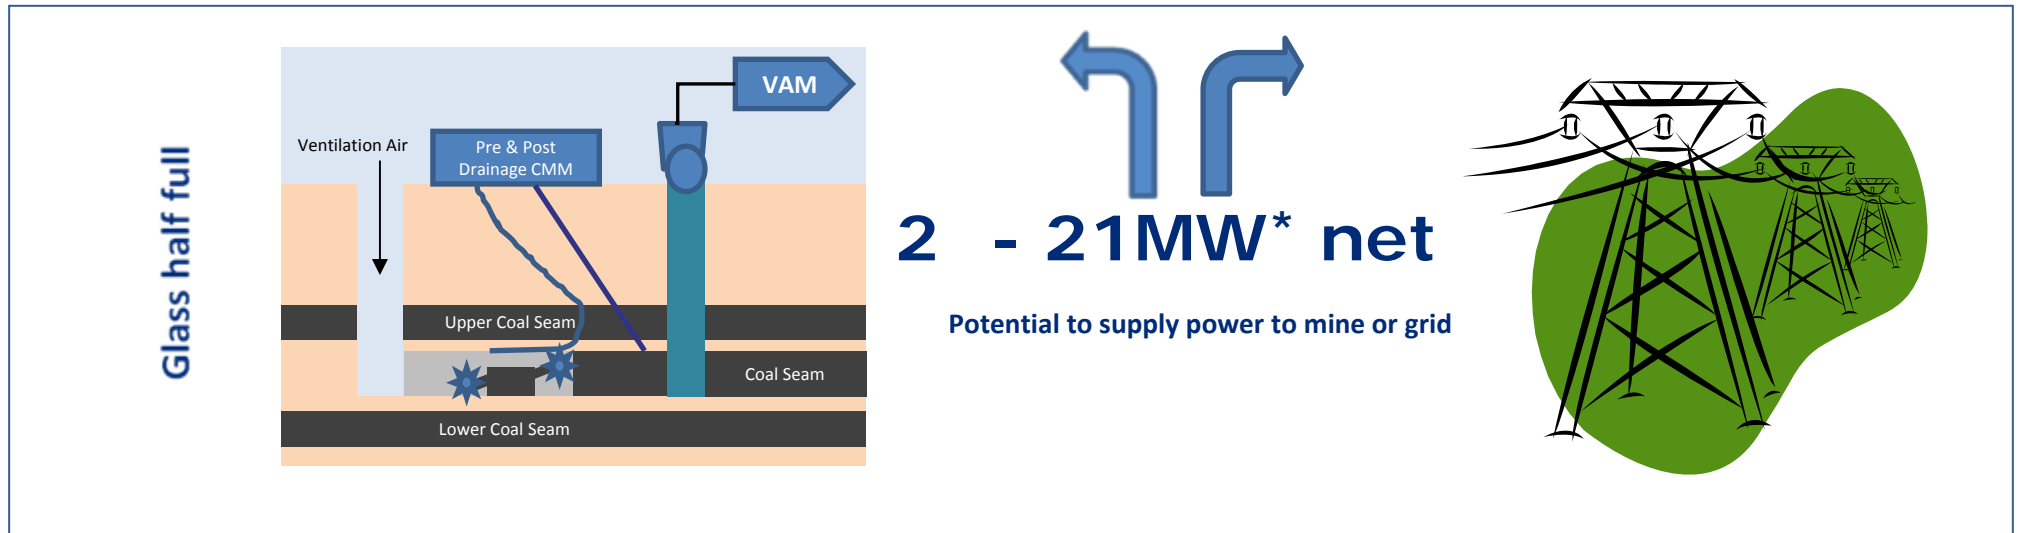 Glass half full
VAM
Ventilation Air
Pre & Post
Drainage CMM
Upper Coal Seam
Coal Seam
Lower Coal Seam
2 - 21MW* net
Potential to supply power to mine or grid